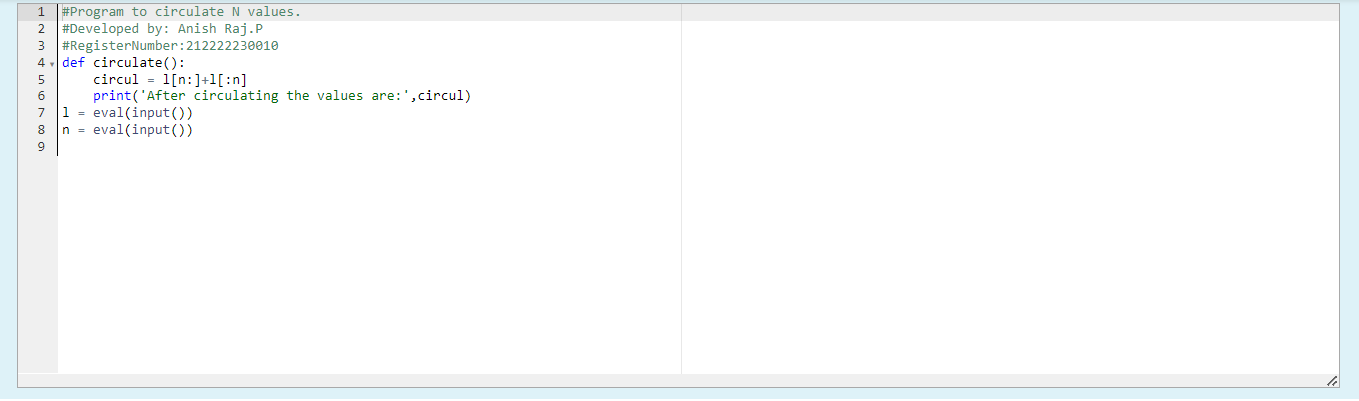 1 #Program to circulate N values.
2 #Developed by: Anish Raj.P
3 #RegisterNumber:212222230010
4 def circulate():
5     circul = l[n:]+l[:n]
6     print('After circulating the values are:',circul)
7 l = eval(input())
8 n = eval(input())
9